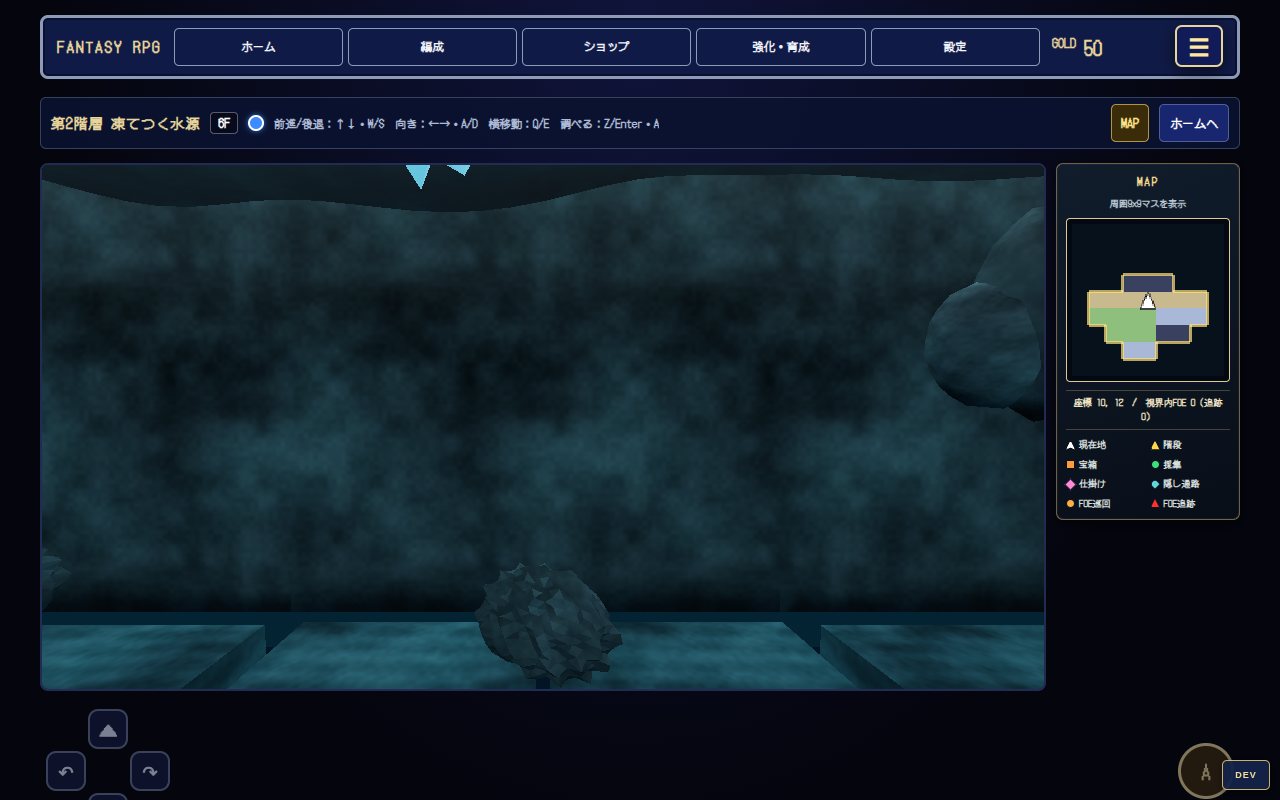 FANTASY RPG
ホーム
編成
ショップ
強化・育成
設定
GOLD 50
第2階層 凍てつく水源
6F
前進/後退：↑↓・W/S 向き：←→・A/D 横移動：Q/E 調べる：Z/Enter・A
MAP
ホームへ
MAP
周囲9x9マスを表示
座標 10, 12 / 視界内FOE 0（追跡
0）
現在地
階段
宝箱
採集
仕掛け
隠し通路
FOE巡回
FOE追跡
A
DEV